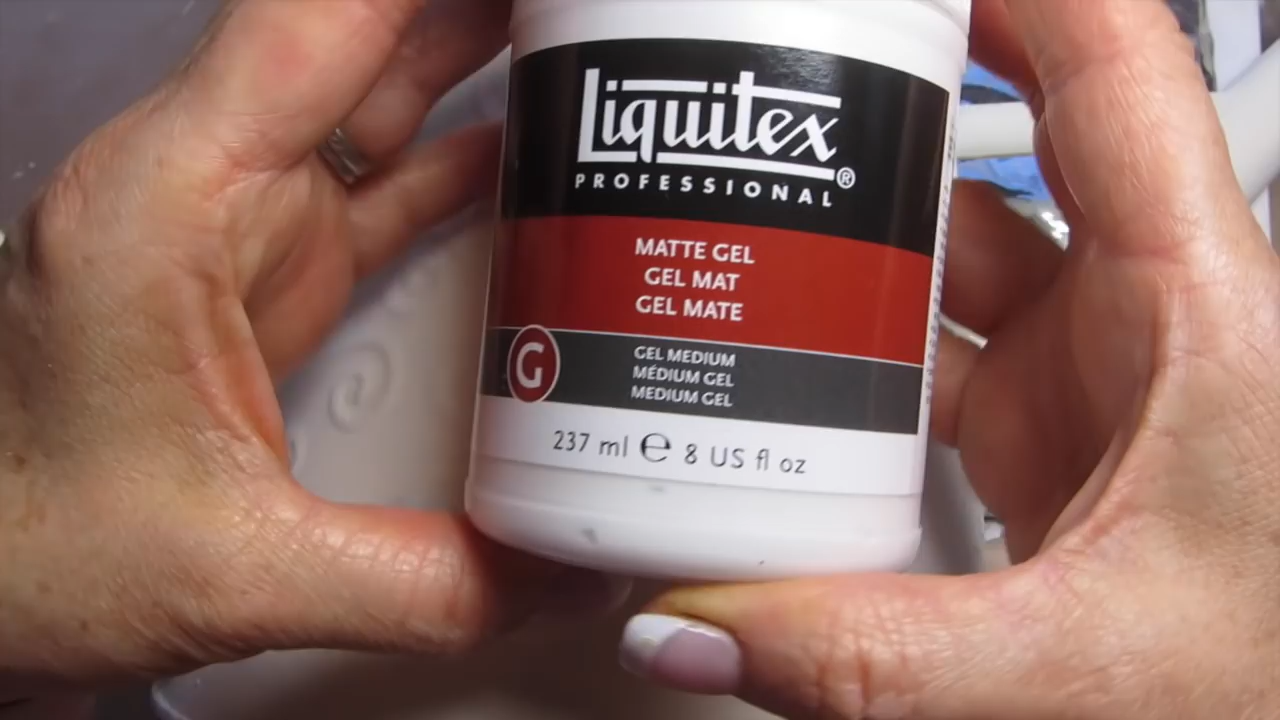 Liquitex®
PROFESSIONAL
MATTE GEL
GEL MAT
GEL MATE
G
GEL MEDIUM
MÉDIUM GEL
MEDIUM GEL
237 ml ℮ 8 US fl oz